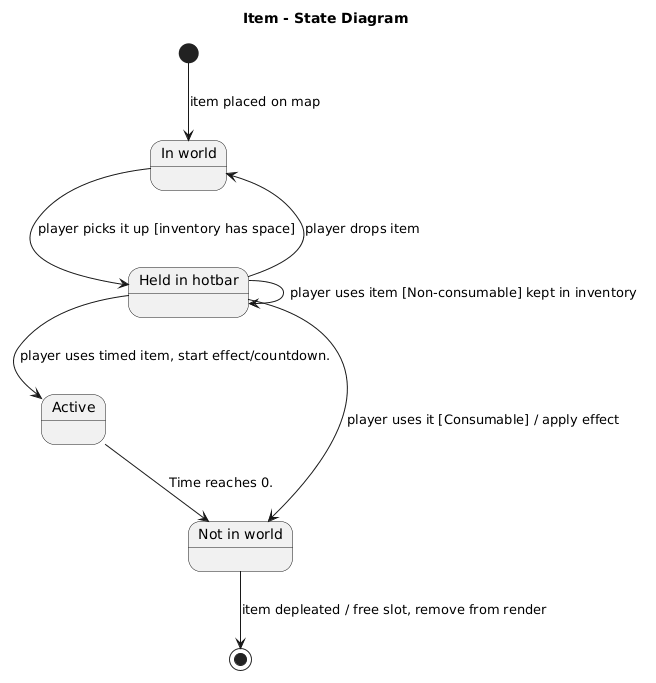 Item - State Diagram
item placed on map
In world
player picks it up [inventory has space]
player drops item
Held in hotbar
player uses item [Non-consumable] kept in inventory
player uses timed item, start effect/countdown.
Active
player uses it [Consumable] / apply effect
Time reaches 0.
Not in world
item depleated / free slot, remove from render